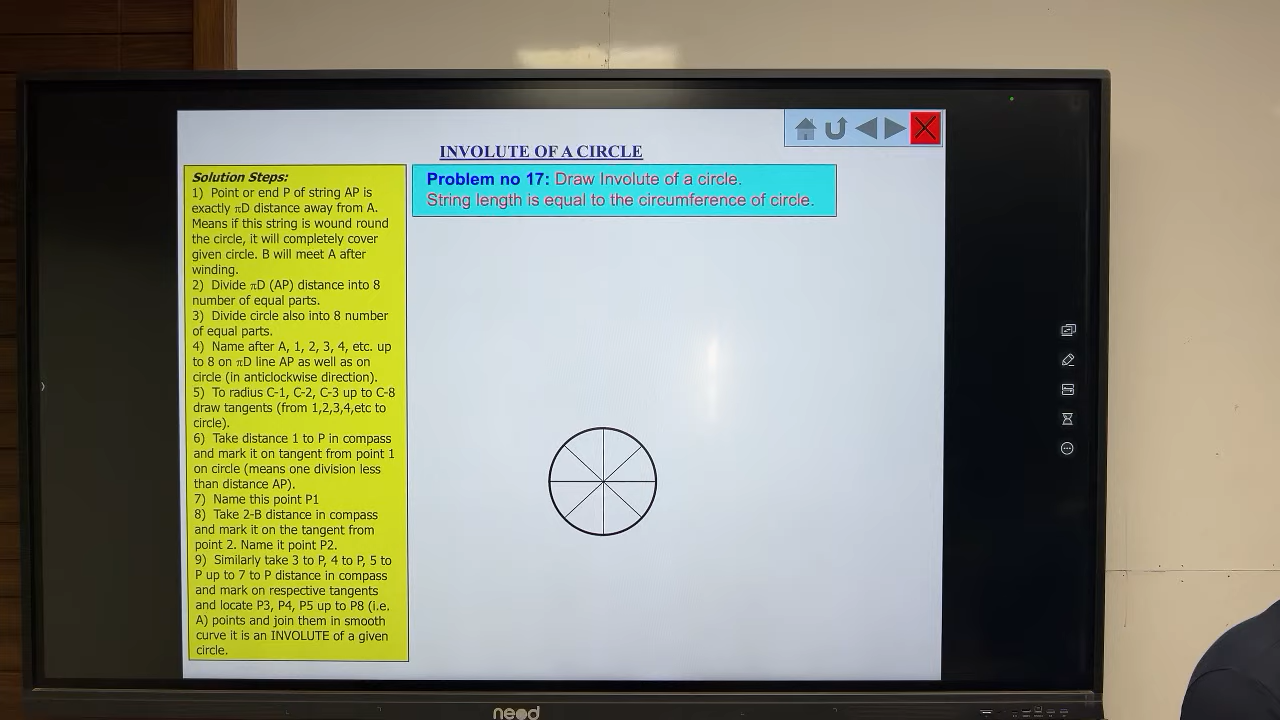 INVOLUTE OF A CIRCLE
Solution Steps:
1) Point or end P of string AP is
exactly πD distance away from A.
Means if this string is wound round
the circle, it will completely cover
given circle. B will meet A after
winding.
2) Divide πD (AP) distance into 8
number of equal parts.
3) Divide circle also into 8 number
of equal parts.
4) Name after A, 1, 2, 3, 4, etc. up
to 8 on πD line AP as well as on
circle (in anticlockwise direction).
5) To radius C-1, C-2, C-3 up to C-8
draw tangents (from 1,2,3,4,etc to
circle).
6) Take distance 1 to P in compass
and mark it on tangent from point 1
on circle (means one division less
than distance AP).
7) Name this point P1
8) Take 2-B distance in compass
and mark it on the tangent from
point 2. Name it point P2.
9) Similarly take 3 to P, 4 to P, 5 to
P up to 7 to P distance in compass
and mark on respective tangents
and locate P3, P4, P5 up to P8 (i.e.
A) points and join them in smooth
curve it is an INVOLUTE of a given
circle.
Problem no 17: Draw Involute of a circle.
String length is equal to the circumference of circle.
neod